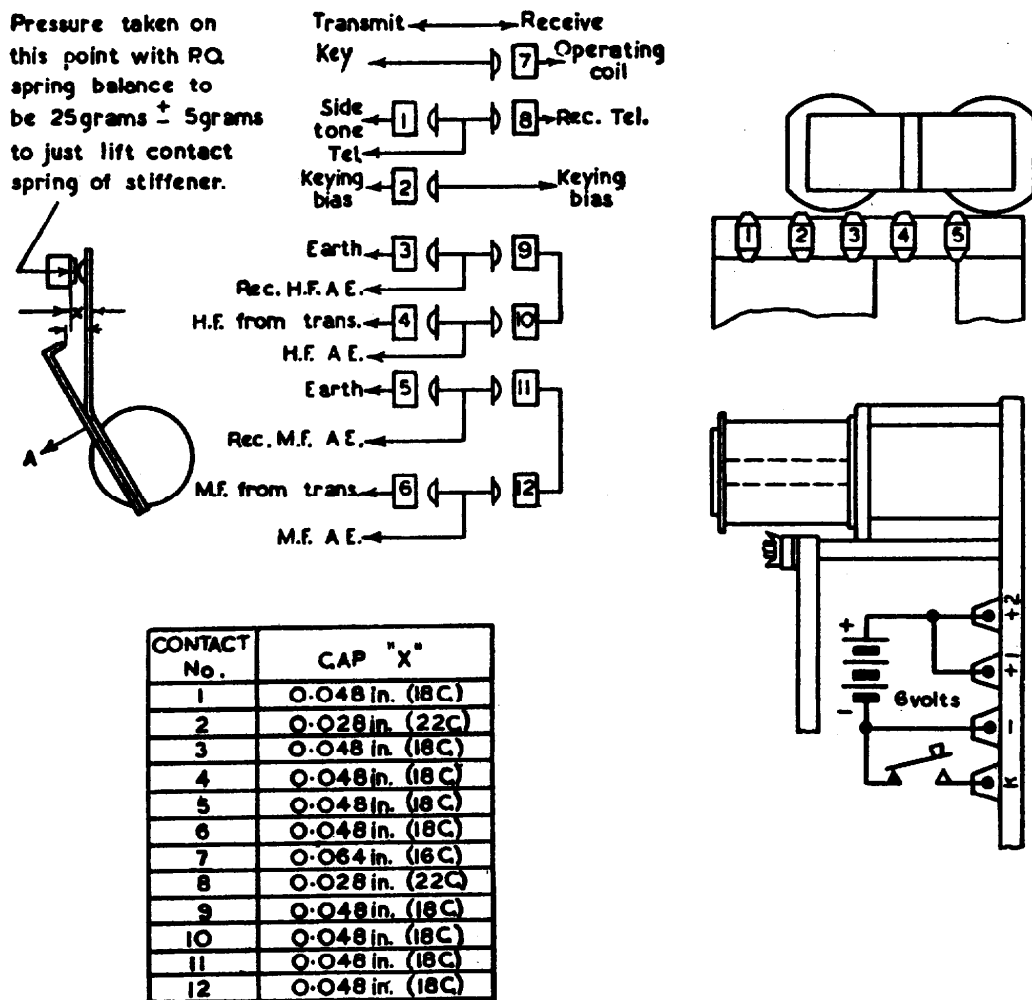 Pressure taken on
this point with P.O.
spring balance to
be 25grams ± 5grams
to just lift contact
spring of stiffener.
X
A
Transmit Receive
Key 7 Operating
coil
Side
tone 1 8 Rec. Tel.
Tel.
Keying
bias 2 Keying
bias
Earth 3 9
Rec. H.F. A E.
H.F. from trans. 4 10
H.F. A E.
Earth 5 11
Rec. M.F. A E.
M.F. from trans. 6 12
M.F. A E.
1 2 3 4 5
+ +2
+1
6volts
- -
K
CONTACT
No. GAP "X"
1 0.048 in. (18C)
2 0.028 in. (22C)
3 0.048 in. (18C)
4 0.048 in. (18C)
5 0.048 in. (18C)
6 0.048 in. (18C)
7 0.064 in. (16C)
8 0.028 in. (22C)
9 0.048 in. (18C)
10 0.048 in. (18C)
11 0.048 in. (18C)
12 0.048 in. (18C)